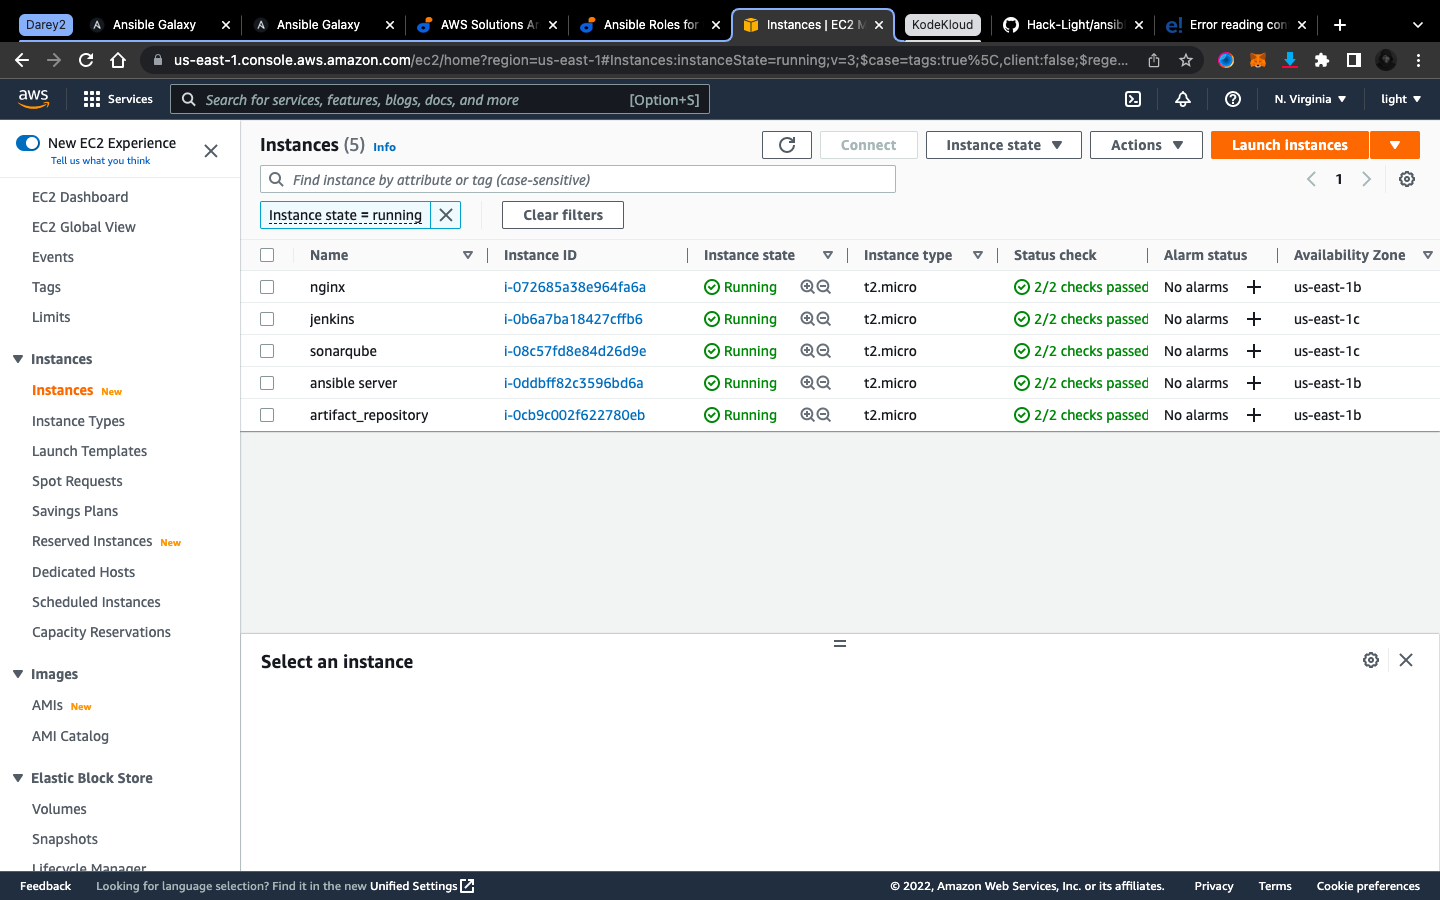 Darey2
Ansible Galaxy
Ansible Galaxy
AWS Solutions Ar
Ansible Roles for
Instances | EC2 M
KodeKloud
Hack-Light/ansib
Error reading con
us-east-1.console.aws.amazon.com/ec2/home?region=us-east-1#Instances:instanceState=running;v=3;$case=tags:true%5C,client:false;$rege...
aws
Services
Search for services, features, blogs, docs, and more
[Option+S]
N. Virginia
light
New EC2 Experience
Tell us what you think
EC2 Dashboard
EC2 Global View
Events
Tags
Limits
Instances
Instances New
Instance Types
Launch Templates
Spot Requests
Savings Plans
Reserved Instances New
Dedicated Hosts
Scheduled Instances
Capacity Reservations
Images
AMIs New
AMI Catalog
Elastic Block Store
Volumes
Snapshots
Lifecycle Manager
Instances (5) Info
Connect
Instance state
Actions
Launch instances
Find instance by attribute or tag (case-sensitive)
1
Instance state = running
Clear filters
Name Instance ID Instance state Instance type Status check Alarm status Availability Zone
nginx i-072685a38e964fa6a Running t2.micro 2/2 checks passed No alarms us-east-1b
jenkins i-0b6a7ba18427cffb6 Running t2.micro 2/2 checks passed No alarms us-east-1c
sonarqube i-08c57fd8e84d26d9e Running t2.micro 2/2 checks passed No alarms us-east-1c
ansible server i-0ddbff82c3596bd6a Running t2.micro 2/2 checks passed No alarms us-east-1b
artifact_repository i-0cb9c002f622780eb Running t2.micro 2/2 checks passed No alarms us-east-1b
Select an instance
Feedback
Looking for language selection? Find it in the new Unified Settings
© 2022, Amazon Web Services, Inc. or its affiliates.
Privacy
Terms
Cookie preferences